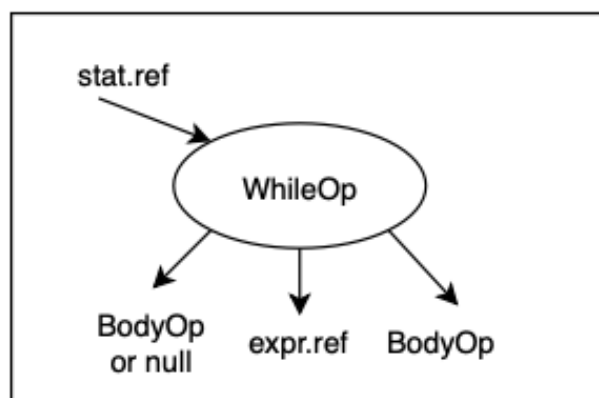 stat.ref
WhileOp
BodyOp
or null
expr.ref
BodyOp